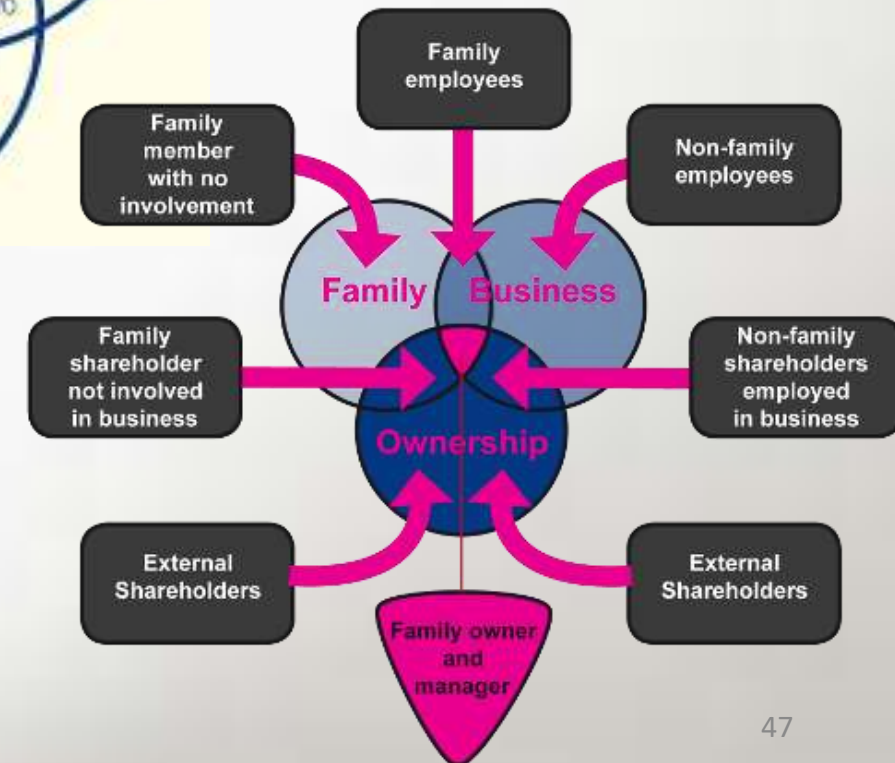 Family
employees
Family
member
with no
involvement
Non-family
employees
Family
Business
Family
shareholder
not involved
in business
Non-family
shareholders
employed
in business
Ownership
External
Shareholders
External
Shareholders
Family owner
and
manager
47